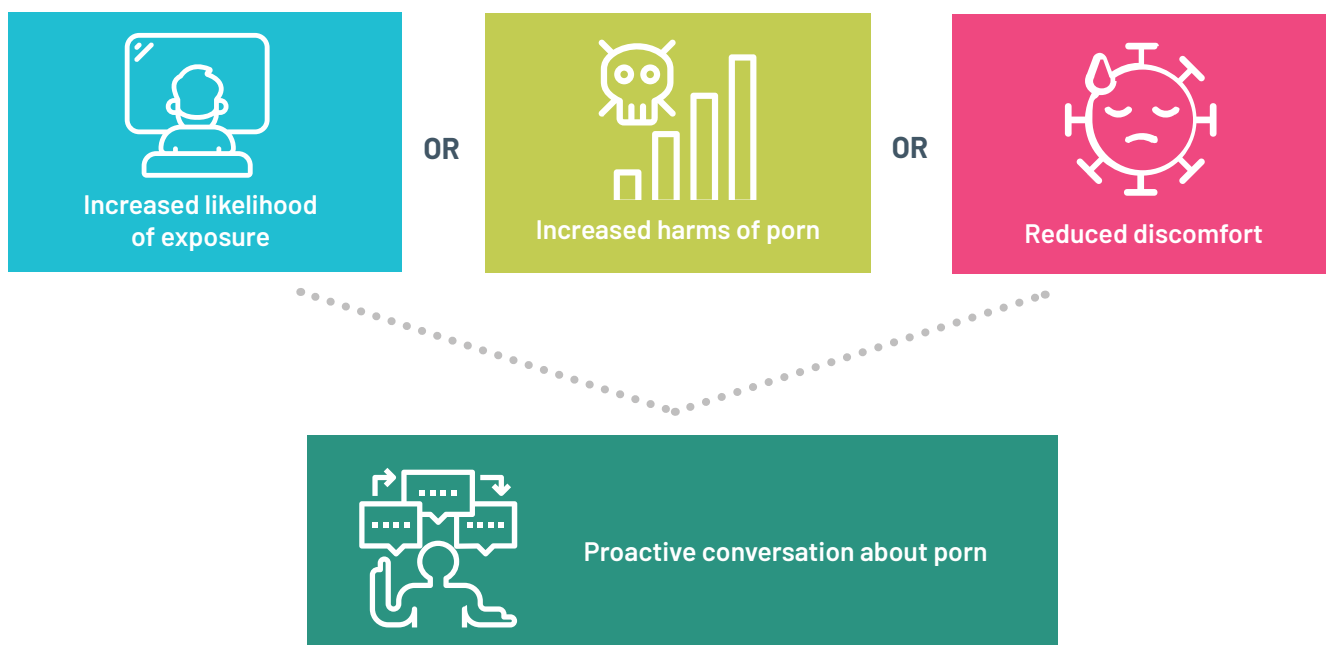 Increased likelihood
of exposure
OR
Increased harms of porn
OR
Reduced discomfort
Proactive conversation about porn